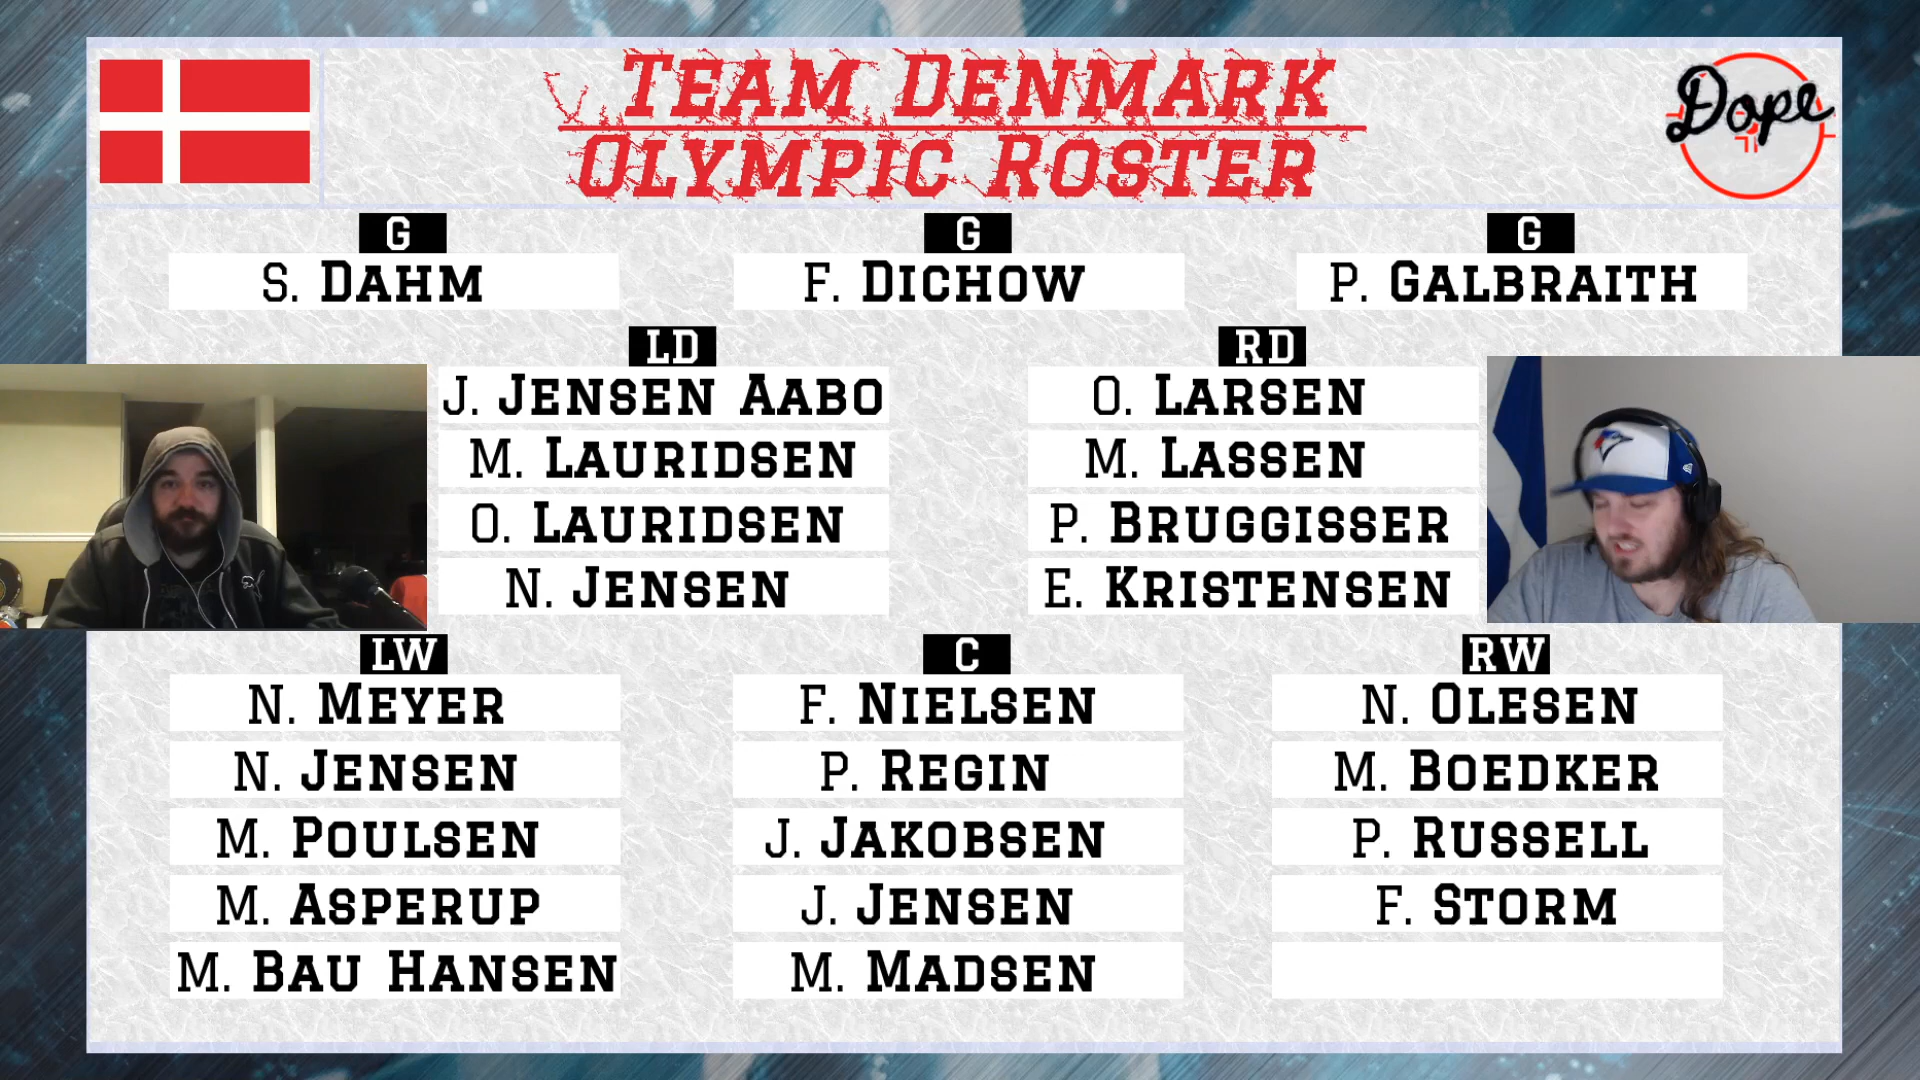 Team Denmark
Olympic Roster
Dope
G
G
G
S. Dahm
F. Dichow
P. Galbraith
LD
RD
J. Jensen Aabo
O. Larsen
M. Lauridsen
M. Lassen
O. Lauridsen
P. Bruggisser
N. Jensen
E. Kristensen
LW
C
RW
N. Meyer
F. Nielsen
N. Olesen
N. Jensen
P. Regin
M. Boedker
M. Poulsen
J. Jakobsen
P. Russell
M. Asperup
J. Jensen
F. Storm
M. Bau Hansen
M. Madsen